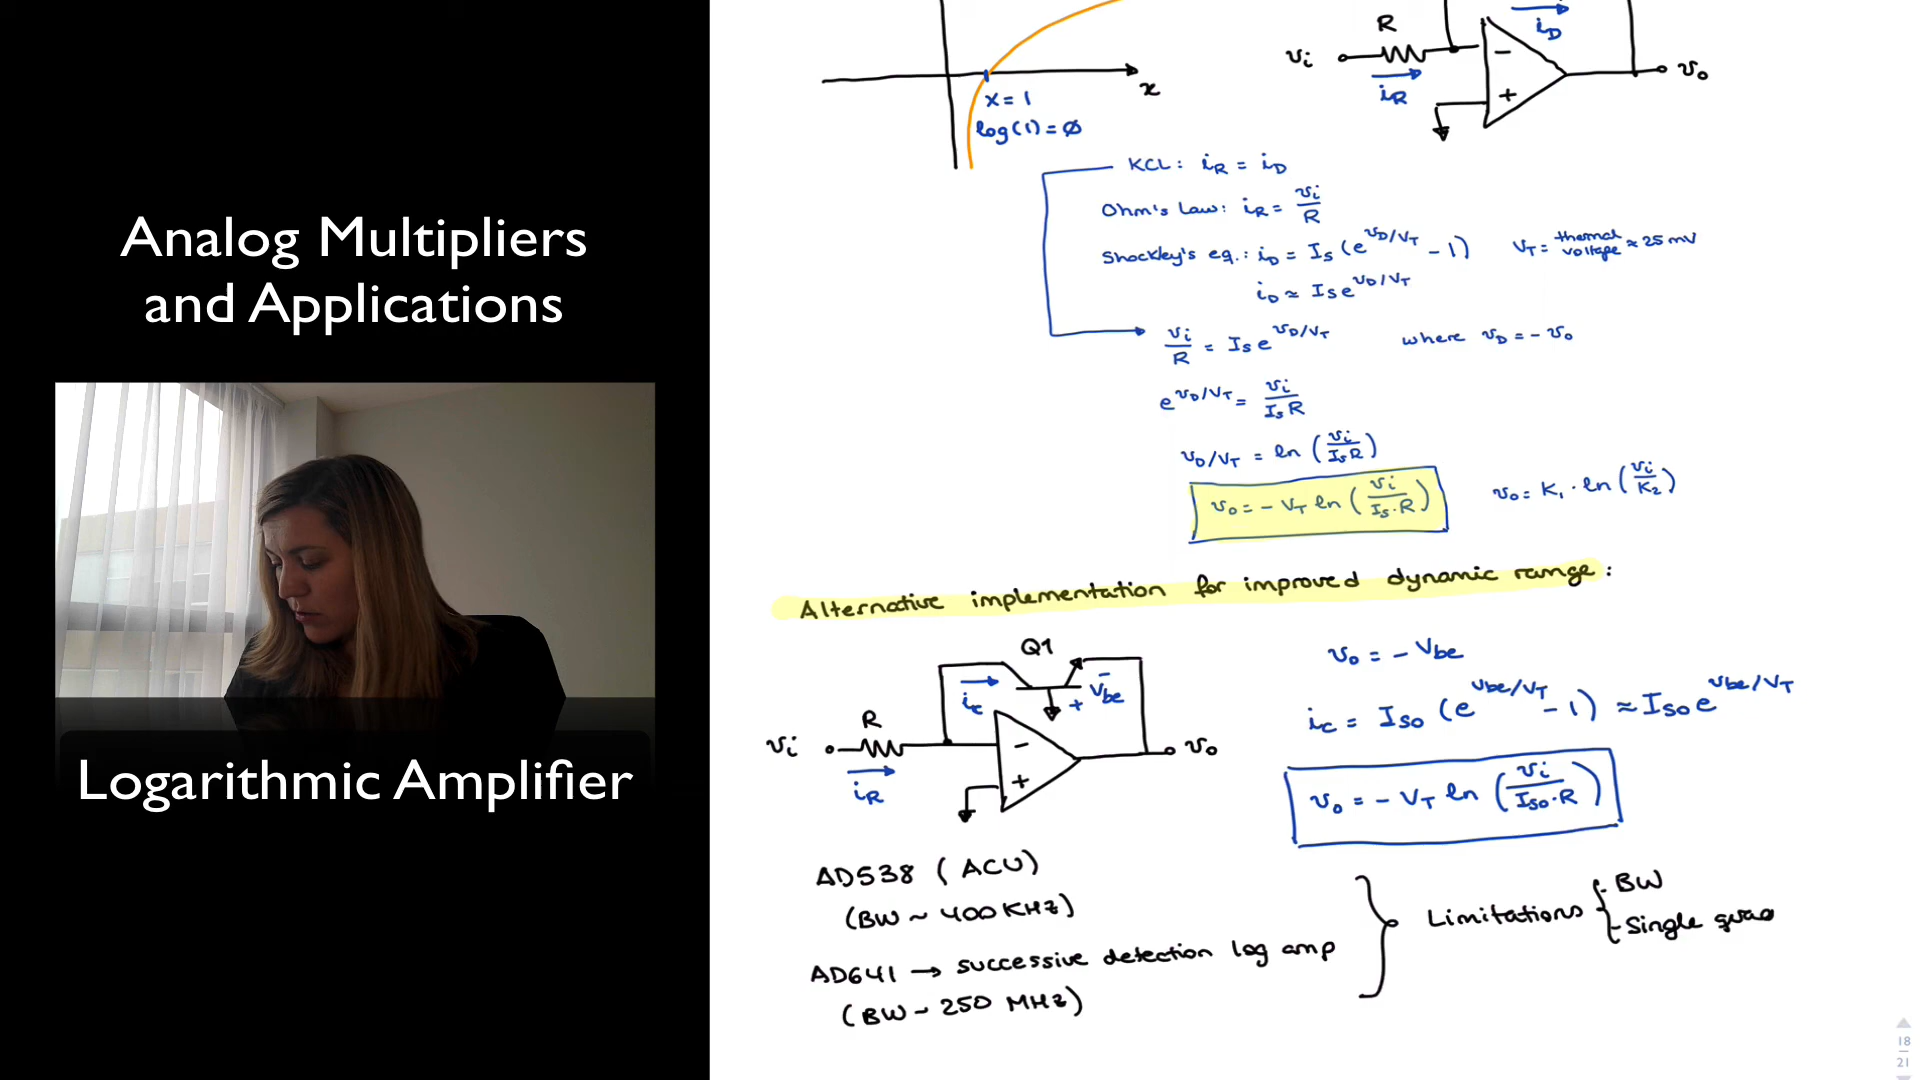 Analog Multipliers
and Applications
Logarithmic Amplifier
x
x = 1
log(1) = ∅
R
vi
iR
iD
−
+
vo
KCL: iR = iD
Ohm's Law: iR = vi/R
Shockley's eq.: iD = IS (e^vD/VT − 1) VT = thermal voltage ≈ 25 mV
iD ≈ IS e^vD/VT
vi/R = IS e^vD/VT where vD = − vo
e^vD/VT = vi/IS R
vD/VT = ln (vi/IS R)
vo = − VT ln (vi/IS·R) vo = K1 · ln (vi/K2)
Alternative implementation for improved dynamic range:
Q1
ic
−
Vbe
+
R
vi
iR
−
+
vo
vo = − Vbe
ic = ISO (e^vbe/VT − 1) ≈ ISO e^vbe/VT
vo = − VT ln (vi/ISO·R)
AD538 (ACU)
(BW ~ 400 KHz)
AD641 → successive detection log amp
(BW ~ 250 MHz)
Limitations
- BW
- Single quad
18
21